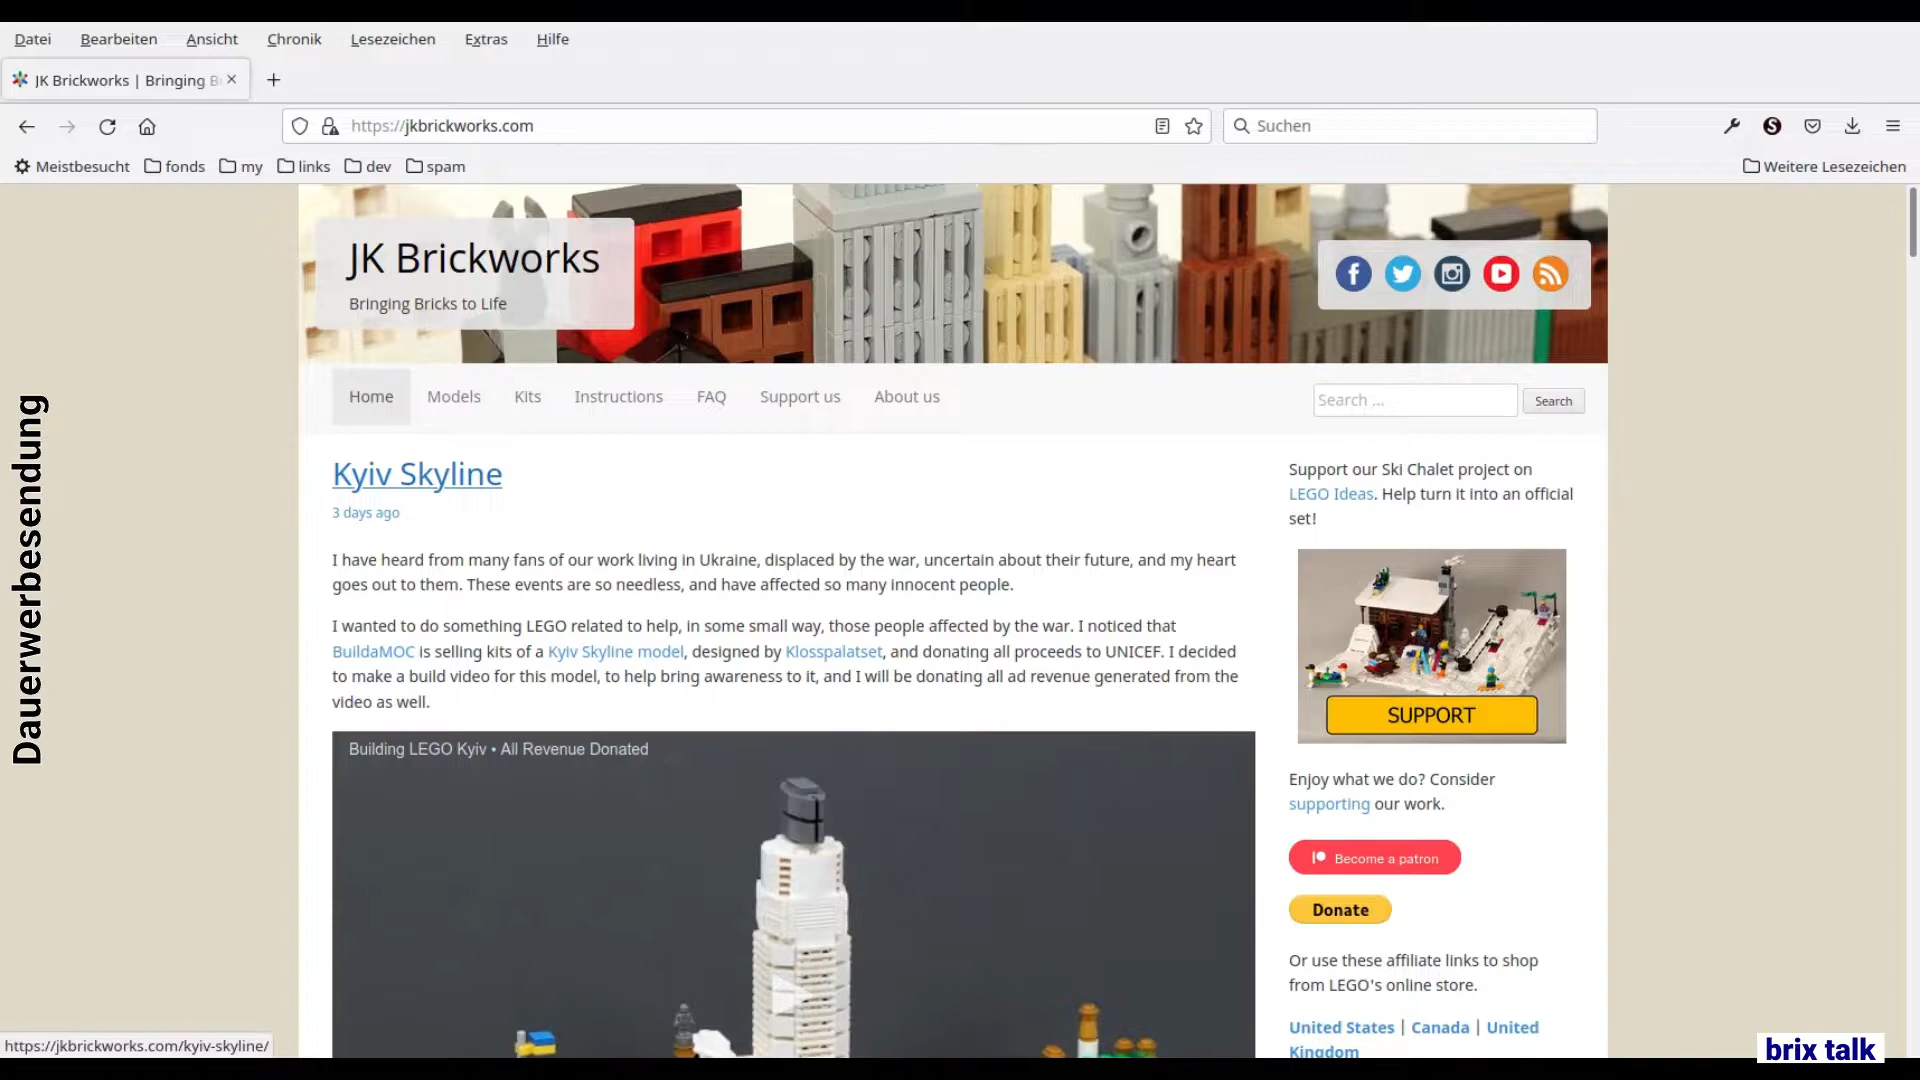 Datei Bearbeiten Ansicht Chronik Lesezeichen Extras Hilfe
JK Brickworks | Bringing B
https://jkbrickworks.com
Suchen
Meistbesucht fonds my links dev spam Weitere Lesezeichen
JK Brickworks
Bringing Bricks to Life
Home Models Kits Instructions FAQ Support us About us
Search ... Search
Kyiv Skyline
3 days ago
I have heard from many fans of our work living in Ukraine, displaced by the war, uncertain about their future, and my heart
goes out to them. These events are so needless, and have affected so many innocent people.
I wanted to do something LEGO related to help, in some small way, those people affected by the war. I noticed that
BuildaMOC is selling kits of a Kyiv Skyline model, designed by Klosspalatset, and donating all proceeds to UNICEF. I decided
to make a build video for this model, to help bring awareness to it, and I will be donating all ad revenue generated from the
video as well.
Building LEGO Kyiv • All Revenue Donated
Support our Ski Chalet project on
LEGO Ideas. Help turn it into an official
set!
SUPPORT
Enjoy what we do? Consider
supporting our work.
Become a patron
Donate
Or use these affiliate links to shop
from LEGO's online store.
United States | Canada | United
Kingdom
https://jkbrickworks.com/kyiv-skyline/
Dauerwerbesendung
brix talk